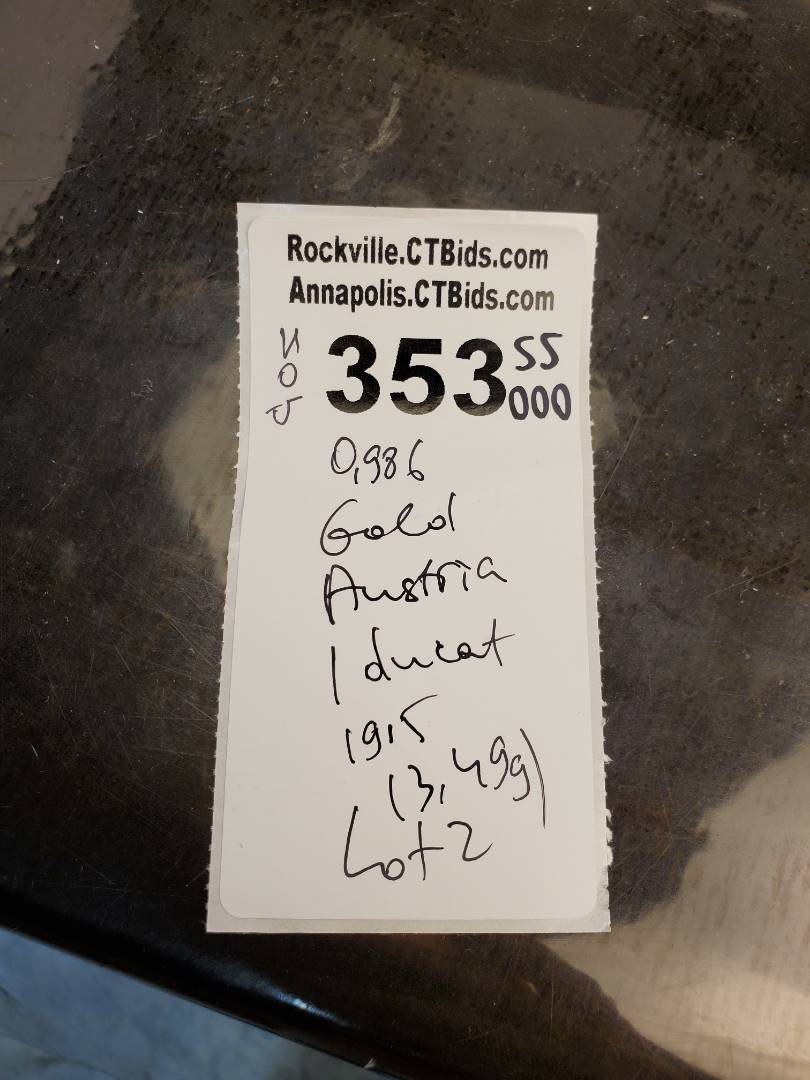 Rockville.CTBids.com
Annapolis.CTBids.com
353 SS
000
0,986
Gold
Austria
1 ducat
1915
(3,49g)
Lot 2